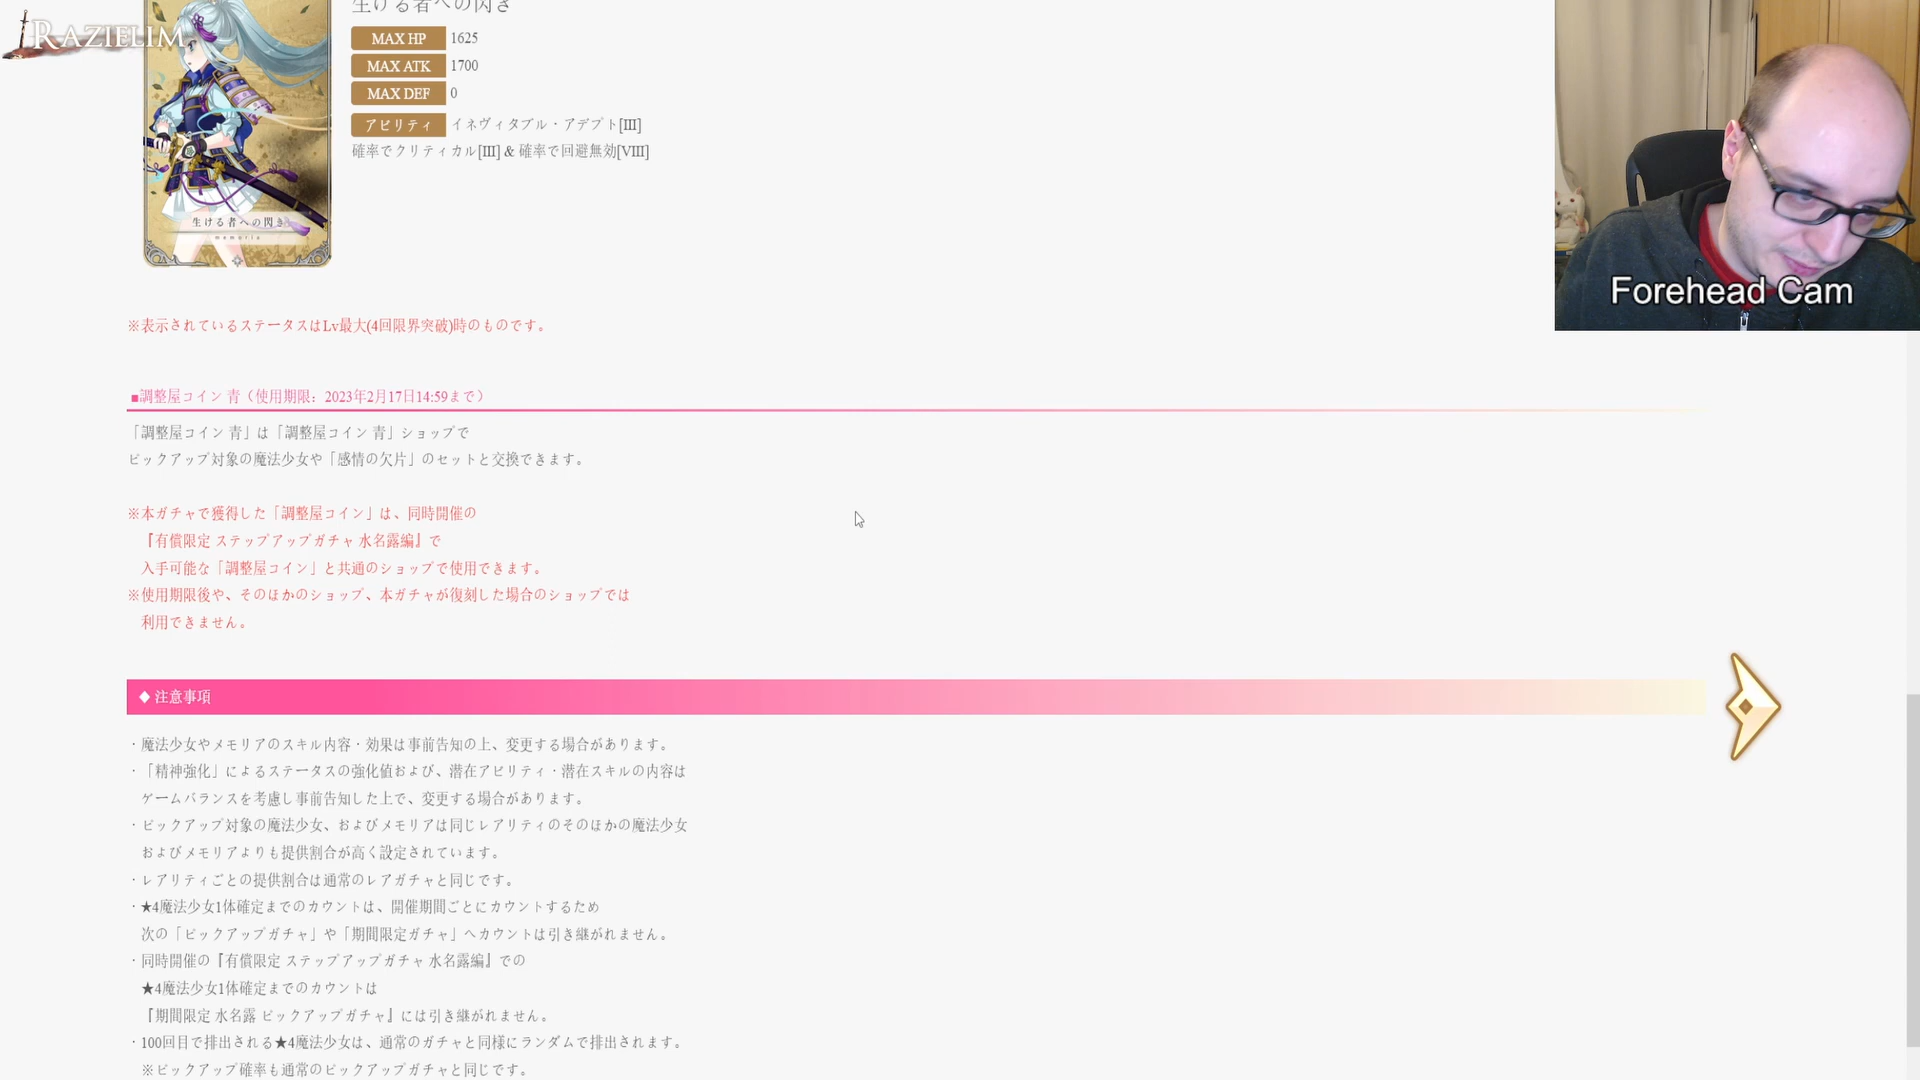 RAZIELIM
生ける者への閃き
MAX HP 1625
MAX ATK 1700
MAX DEF 0
アビリティ イネヴィタブル・アデプト[III]
確率でクリティカル[III] & 確率で回避無効[VIII]
生ける者への閃き
memoria
Forehead Cam
※表示されているステータスはLv最大(4回限界突破)時のものです。
■調整屋コイン 青（使用期限：2023年2月17日14:59まで）
「調整屋コイン 青」は「調整屋コイン 青」ショップで
ピックアップ対象の魔法少女や「感情の欠片」のセットと交換できます。
※本ガチャで獲得した「調整屋コイン」は、同時開催の
『有償限定 ステップアップガチャ 水名露編』で
入手可能な「調整屋コイン」と共通のショップで使用できます。
※使用期限後や、そのほかのショップ、本ガチャが復刻した場合のショップでは
利用できません。
◆ 注意事項
・魔法少女やメモリアのスキル内容・効果は事前告知の上、変更する場合があります。
・「精神強化」によるステータスの強化値および、潜在アビリティ・潜在スキルの内容は
ゲームバランスを考慮し事前告知した上で、変更する場合があります。
・ピックアップ対象の魔法少女、およびメモリアは同じレアリティのそのほかの魔法少女
およびメモリアよりも提供割合が高く設定されています。
・レアリティごとの提供割合は通常のレアガチャと同じです。
・★4魔法少女1体確定までのカウントは、開催期間ごとにカウントするため
次の「ピックアップガチャ」や「期間限定ガチャ」へカウントは引き継がれません。
・同時開催の『有償限定 ステップアップガチャ 水名露編』での
★4魔法少女1体確定までのカウントは
『期間限定 水名露 ピックアップガチャ』には引き継がれません。
・100回目で排出される★4魔法少女は、通常のガチャと同様にランダムで排出されます。
※ピックアップ確率も通常のピックアップガチャと同じです。